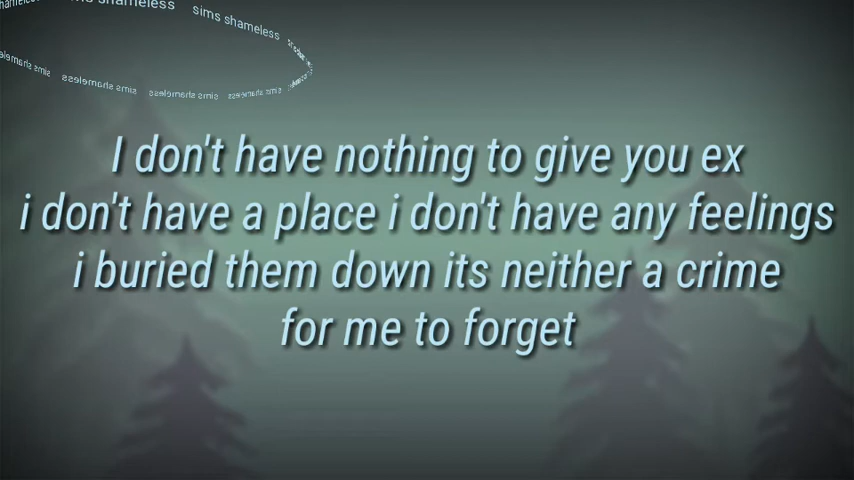 shameless
sims shameless
sims shameless
shameless sims
shameless sims
shameless sims
shameless sims
I don't have nothing to give you ex
i don't have a place i don't have any feelings
i buried them down its neither a crime
for me to forget